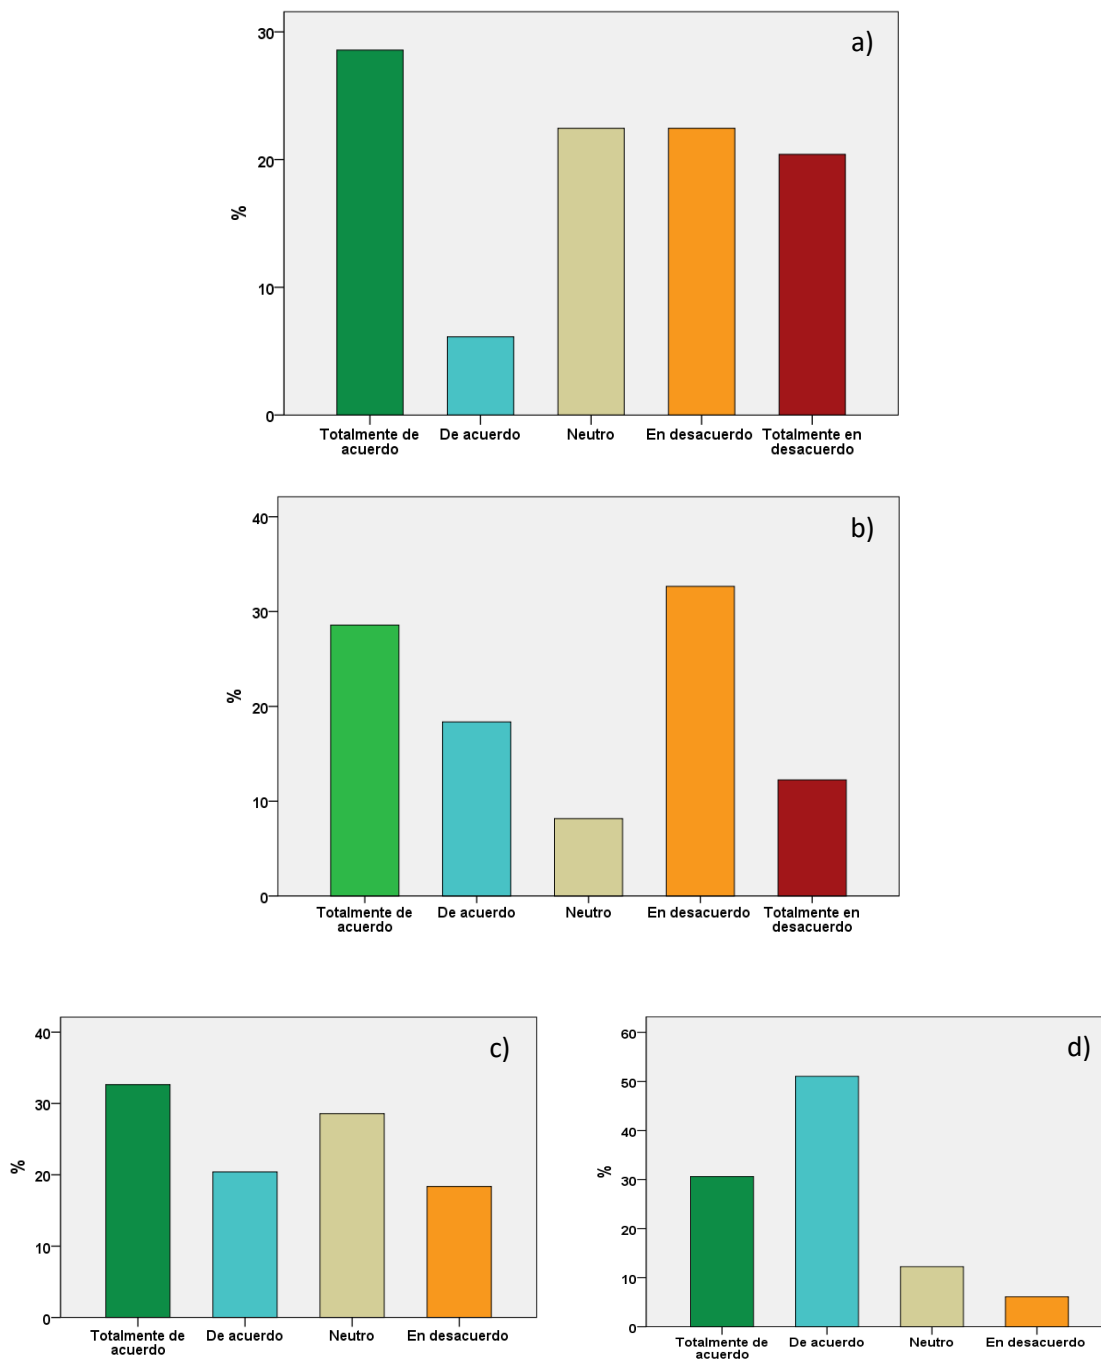 a)
30
20
10
0
%
Totalmente de
acuerdo
De acuerdo
Neutro
En desacuerdo
Totalmente en
desacuerdo
b)
40
30
20
10
0
%
Totalmente de
acuerdo
De acuerdo
Neutro
En desacuerdo
Totalmente en
desacuerdo
c)
40
30
20
10
0
%
Totalmente de
acuerdo
De acuerdo
Neutro
En desacuerdo
d)
60
50
40
30
20
10
0
%
Totalmente de
acuerdo
De acuerdo
Neutro
En desacuerdo